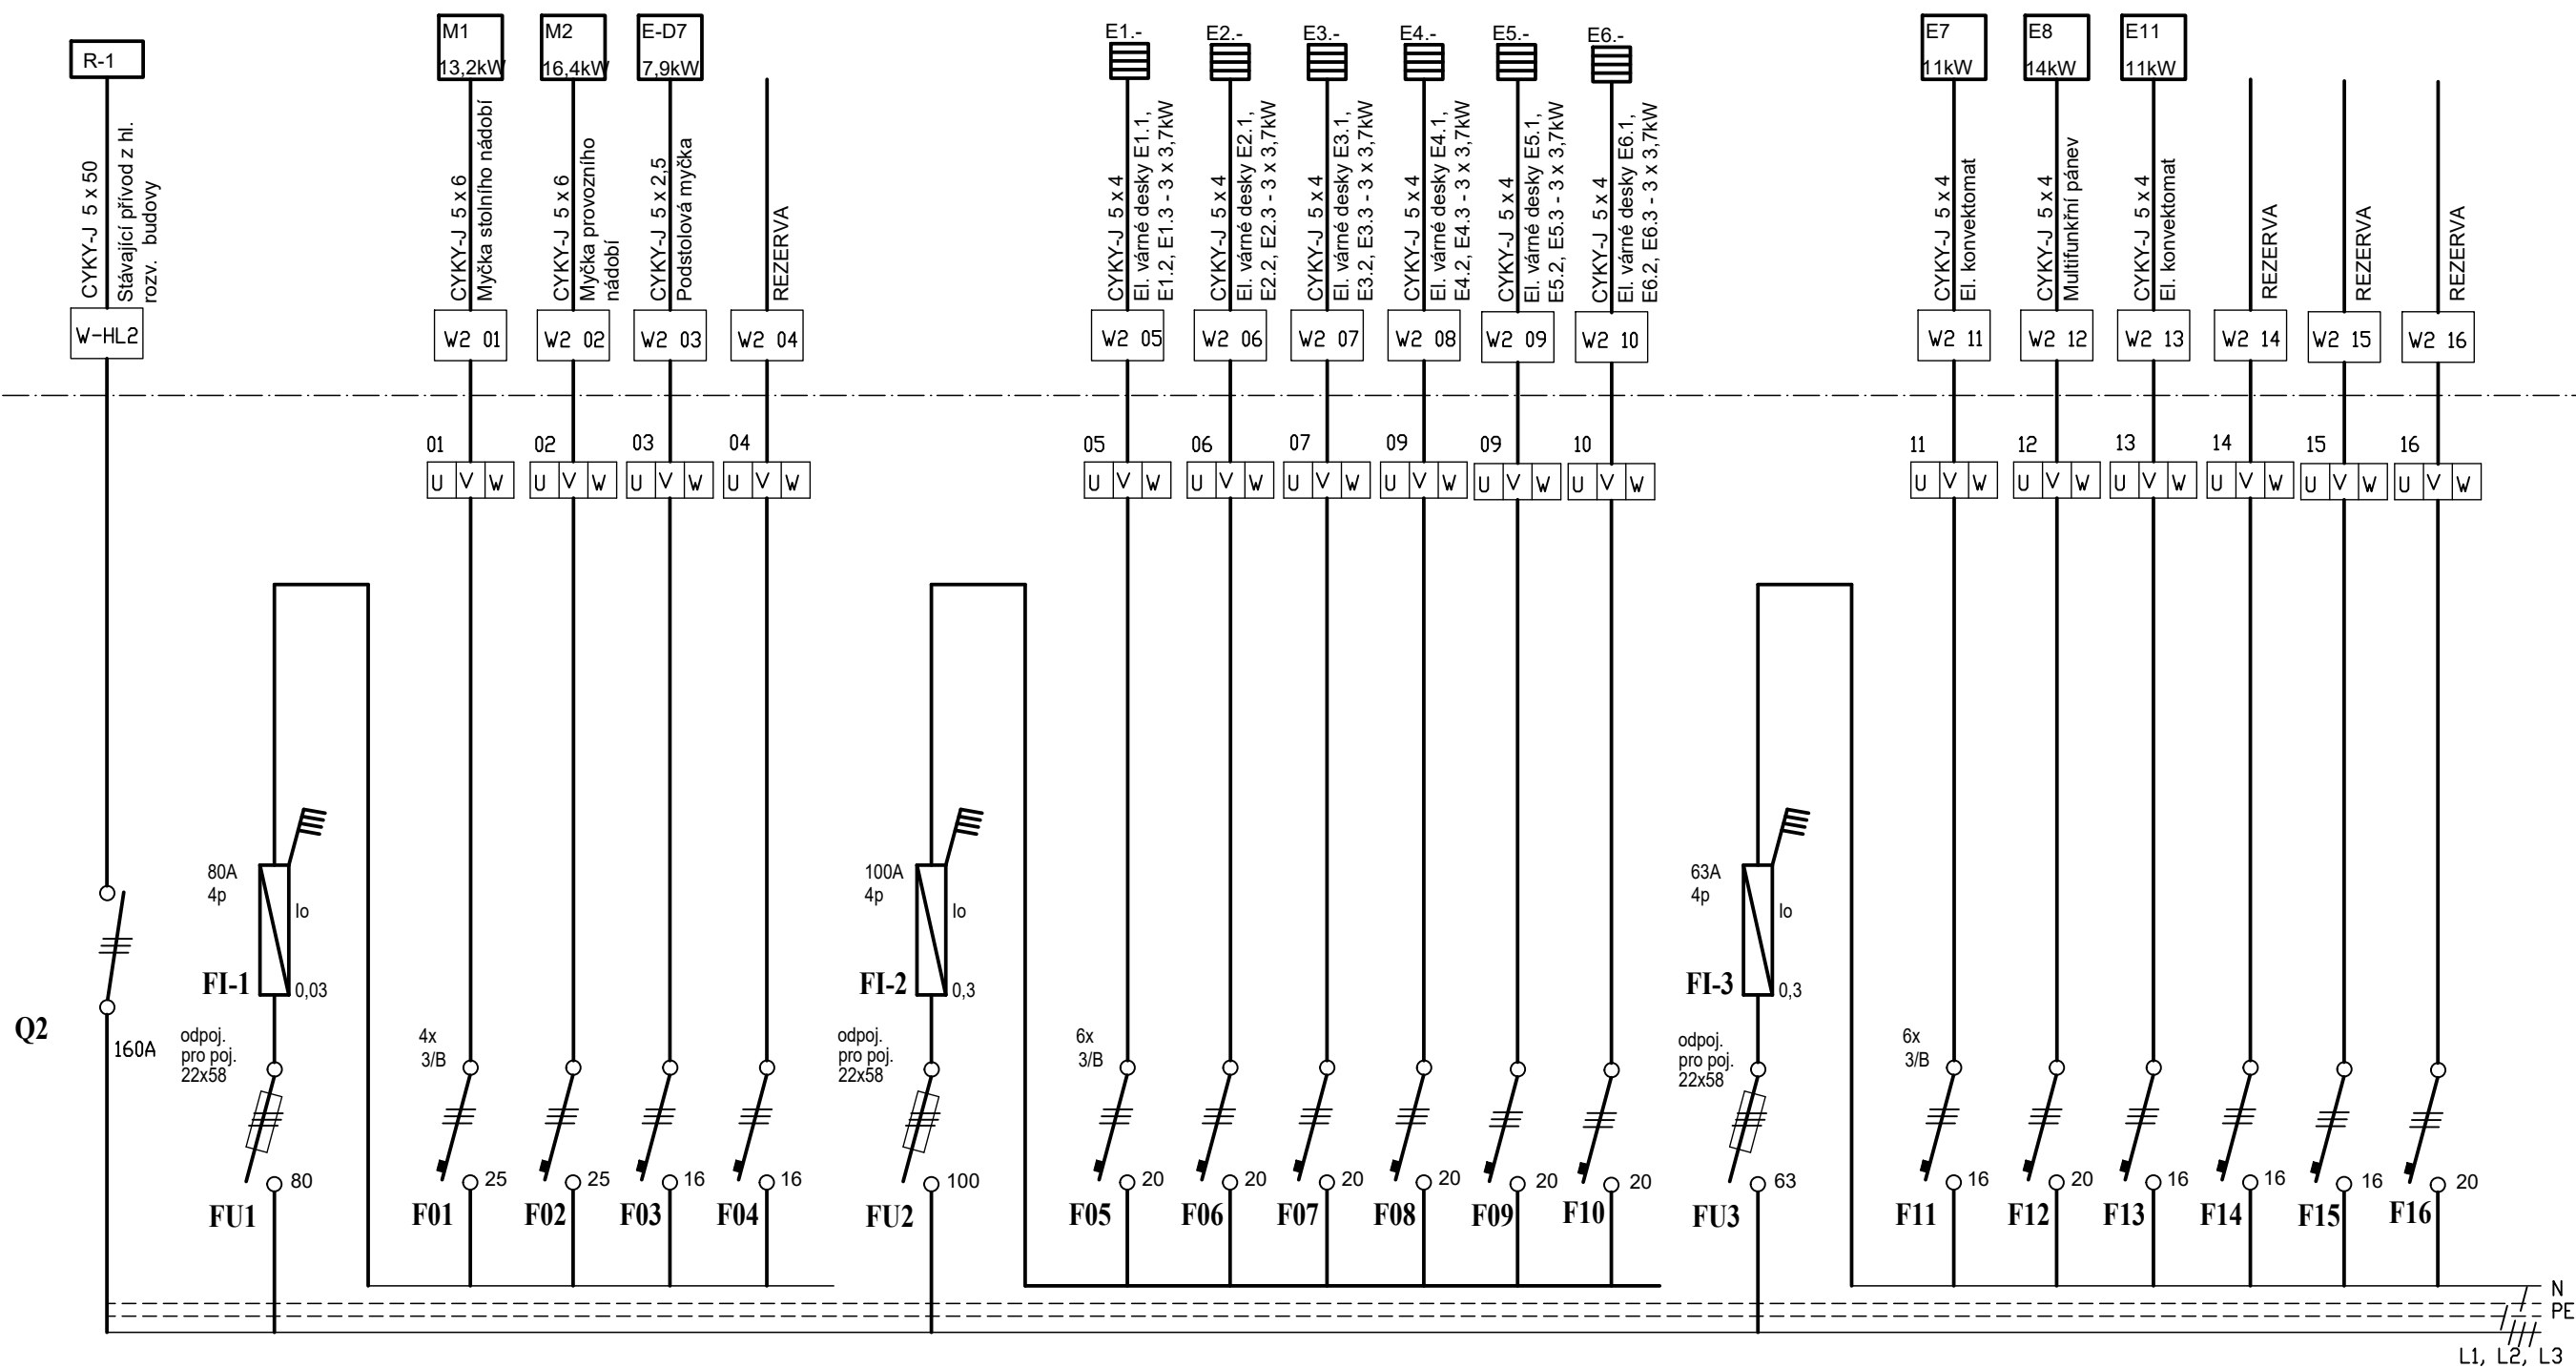 R-1
CYKY-J 5 x 50
Stávající přívod z hl.
rozv. budovy
W-HL2
M1
13,2kW
CYKY-J 5 x 6
Myčka stolního nádobí
W2 01
M2
16,4kW
CYKY-J 5 x 6
Myčka provozního
nádobí
W2 02
E-D7
7,9kW
CYKY-J 5 x 2,5
Podstolová myčka
W2 03
REZERVA
W2 04
E1.-
CYKY-J 5 x 4
El. várné desky E1.1,
E1.2, E1.3 - 3 x 3,7kW
W2 05
E2.-
CYKY-J 5 x 4
El. várné desky E2.1,
E2.2, E2.3 - 3 x 3,7kW
W2 06
E3.-
CYKY-J 5 x 4
El. várné desky E3.1,
E3.2, E3.3 - 3 x 3,7kW
W2 07
E4.-
CYKY-J 5 x 4
El. várné desky E4.1,
E4.2, E4.3 - 3 x 3,7kW
W2 08
E5.-
CYKY-J 5 x 4
El. várné desky E5.1,
E5.2, E5.3 - 3 x 3,7kW
W2 09
E6.-
CYKY-J 5 x 4
El. várné desky E6.1,
E6.2, E6.3 - 3 x 3,7kW
W2 10
E7
11kW
CYKY-J 5 x 4
El. konvektomat
W2 11
E8
14kW
CYKY-J 5 x 4
Multifunkřní pánev
W2 12
E11
11kW
CYKY-J 5 x 4
El. konvektomat
W2 13
REZERVA
W2 14
REZERVA
W2 15
REZERVA
W2 16
01
U V W
02
U V W
03
U V W
04
U V W
05
U V W
06
U V W
07
U V W
09
U V W
09
U V W
10
U V W
11
U V W
12
U V W
13
U V W
14
U V W
15
U V W
16
U V W
Q2
160A
80A
4p
Io
FI-1
0,03
odpoj.
pro poj.
22x58
80
FU1
4x
3/B
25
F01
25
F02
16
F03
16
F04
100A
4p
Io
FI-2
0,3
odpoj.
pro poj.
22x58
100
FU2
6x
3/B
20
F05
20
F06
20
F07
20
F08
20
F09
20
F10
63A
4p
Io
FI-3
0,3
odpoj.
pro poj.
22x58
63
FU3
6x
3/B
16
F11
20
F12
16
F13
16
F14
16
F15
20
F16
N
PE
L1, L2, L3